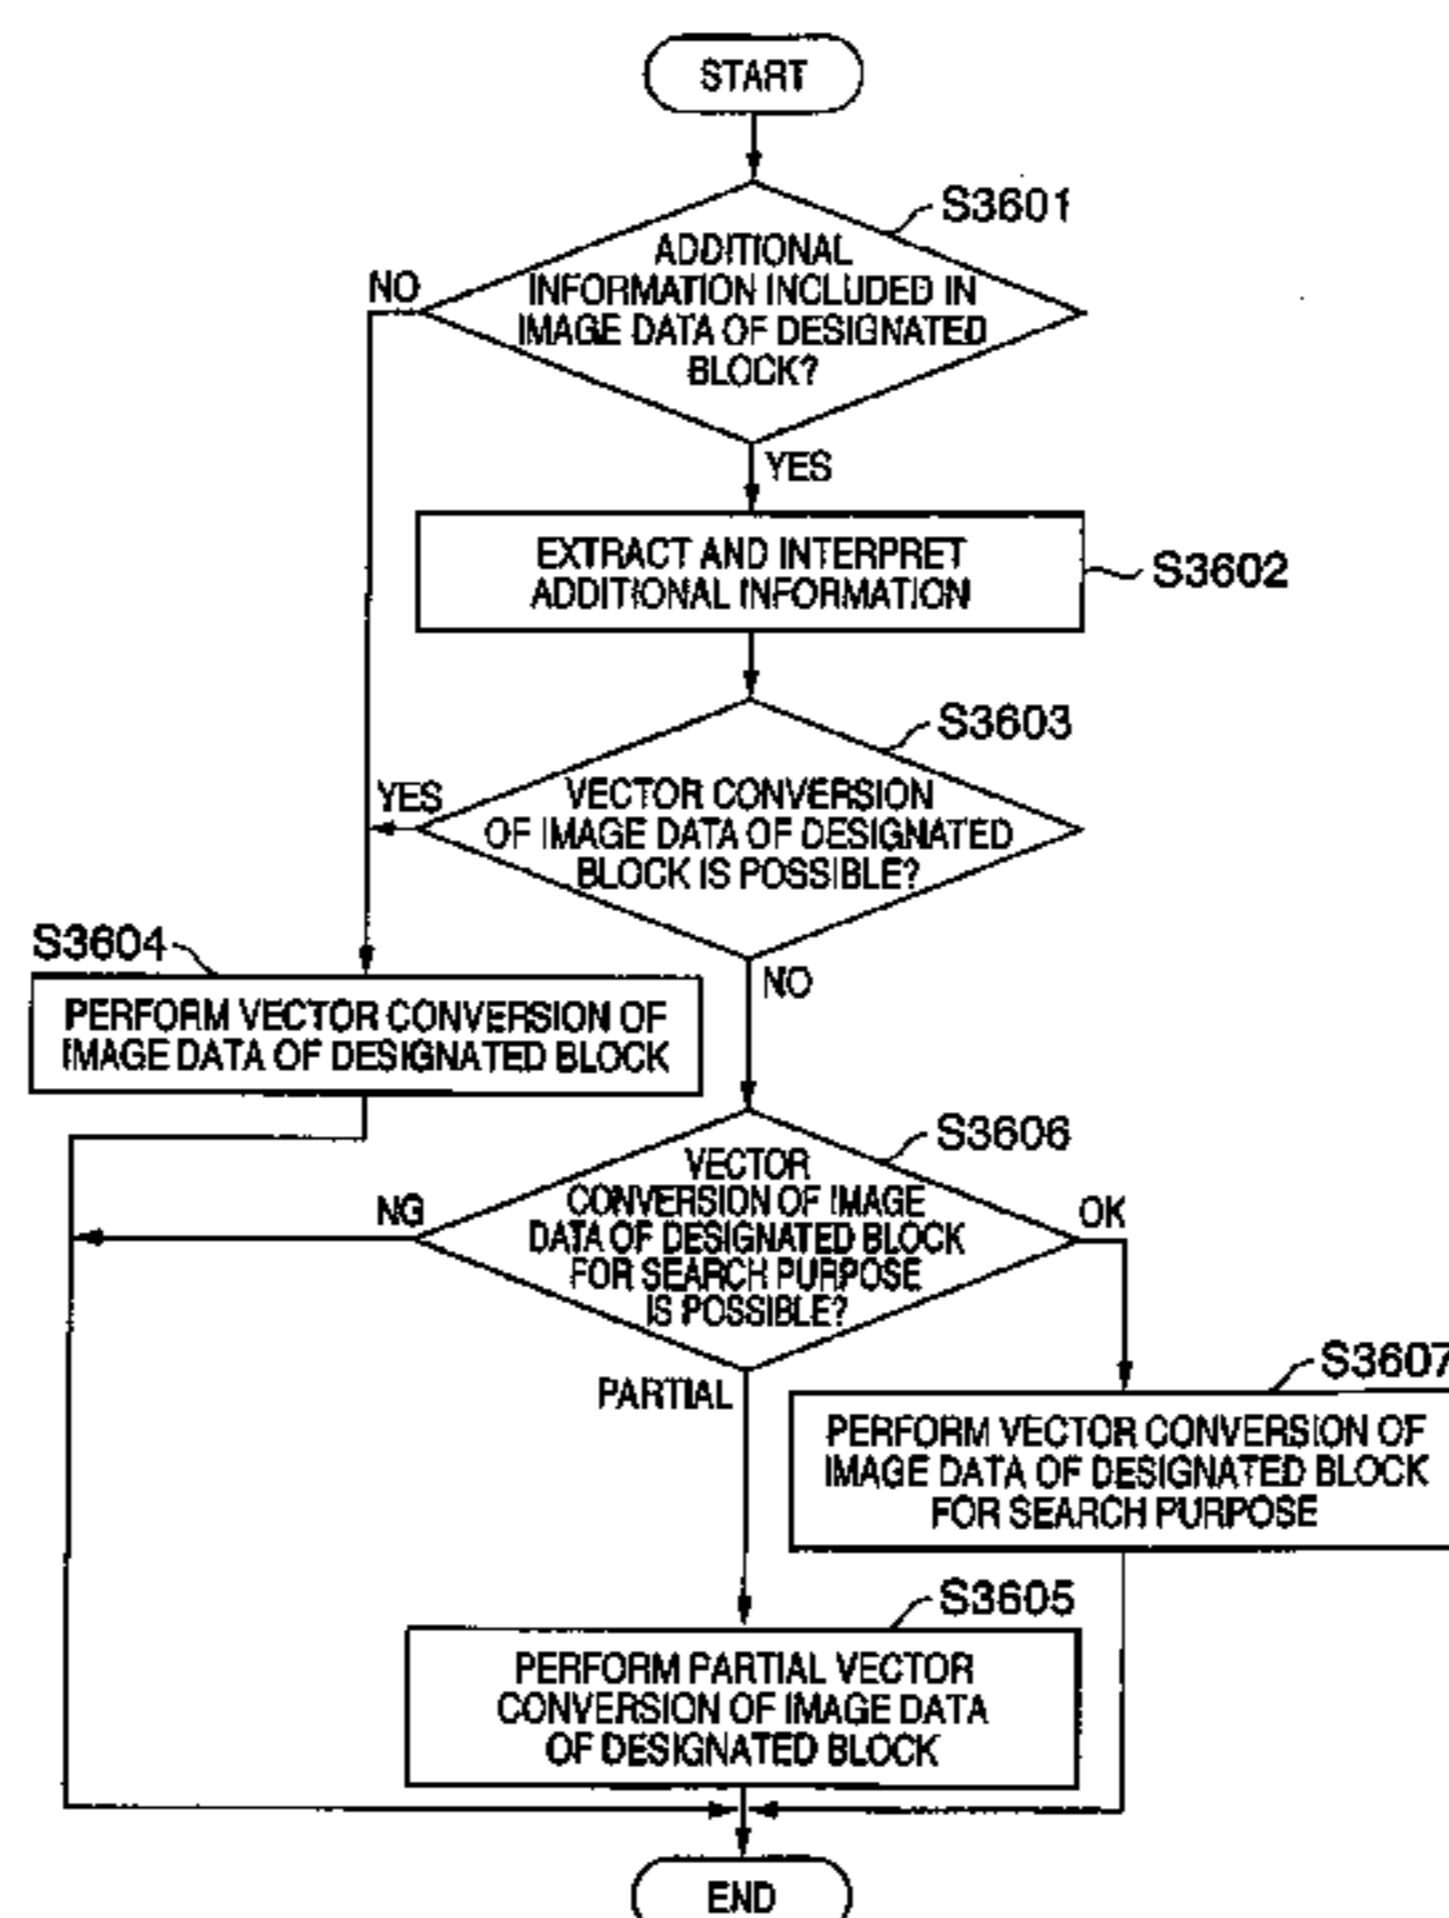 START
S3601
ADDITIONAL
INFORMATION INCLUDED IN
IMAGE DATA OF DESIGNATED
BLOCK?
NO
YES
EXTRACT AND INTERPRET
ADDITIONAL INFORMATION
S3602
S3603
VECTOR CONVERSION
OF IMAGE DATA OF DESIGNATED
BLOCK IS POSSIBLE?
YES
NO
S3604
PERFORM VECTOR CONVERSION OF
IMAGE DATA OF DESIGNATED BLOCK
S3606
VECTOR
CONVERSION OF IMAGE
DATA OF DESIGNATED BLOCK
FOR SEARCH PURPOSE
IS POSSIBLE?
NG
OK
PARTIAL
S3607
PERFORM VECTOR CONVERSION OF
IMAGE DATA OF DESIGNATED BLOCK
FOR SEARCH PURPOSE
S3605
PERFORM PARTIAL VECTOR
CONVERSION OF IMAGE DATA
OF DESIGNATED BLOCK
END